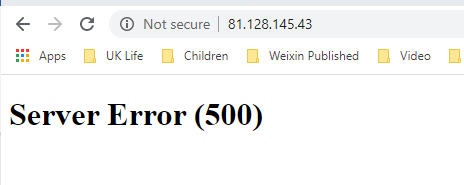 Not secure | 81.128.145.43
Apps UK Life Children Weixin Published Video
Server Error (500)